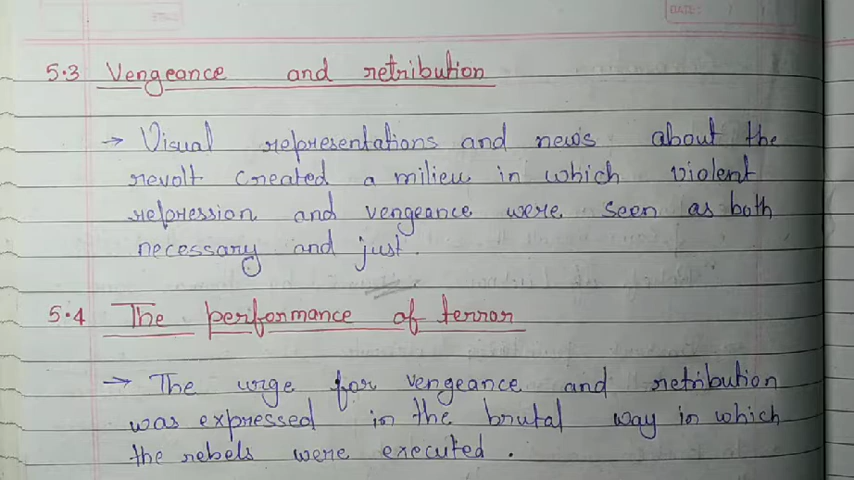 DATE:
5.3 Vengeance and retribution
→ Visual representations and news about the
revolt created a milieu in which violent
repression and vengeance were seen as both
necessary and just.
5.4 The performance of terror
→ The urge for vengeance and retribution
was expressed in the brutal way in which
the rebels were executed.